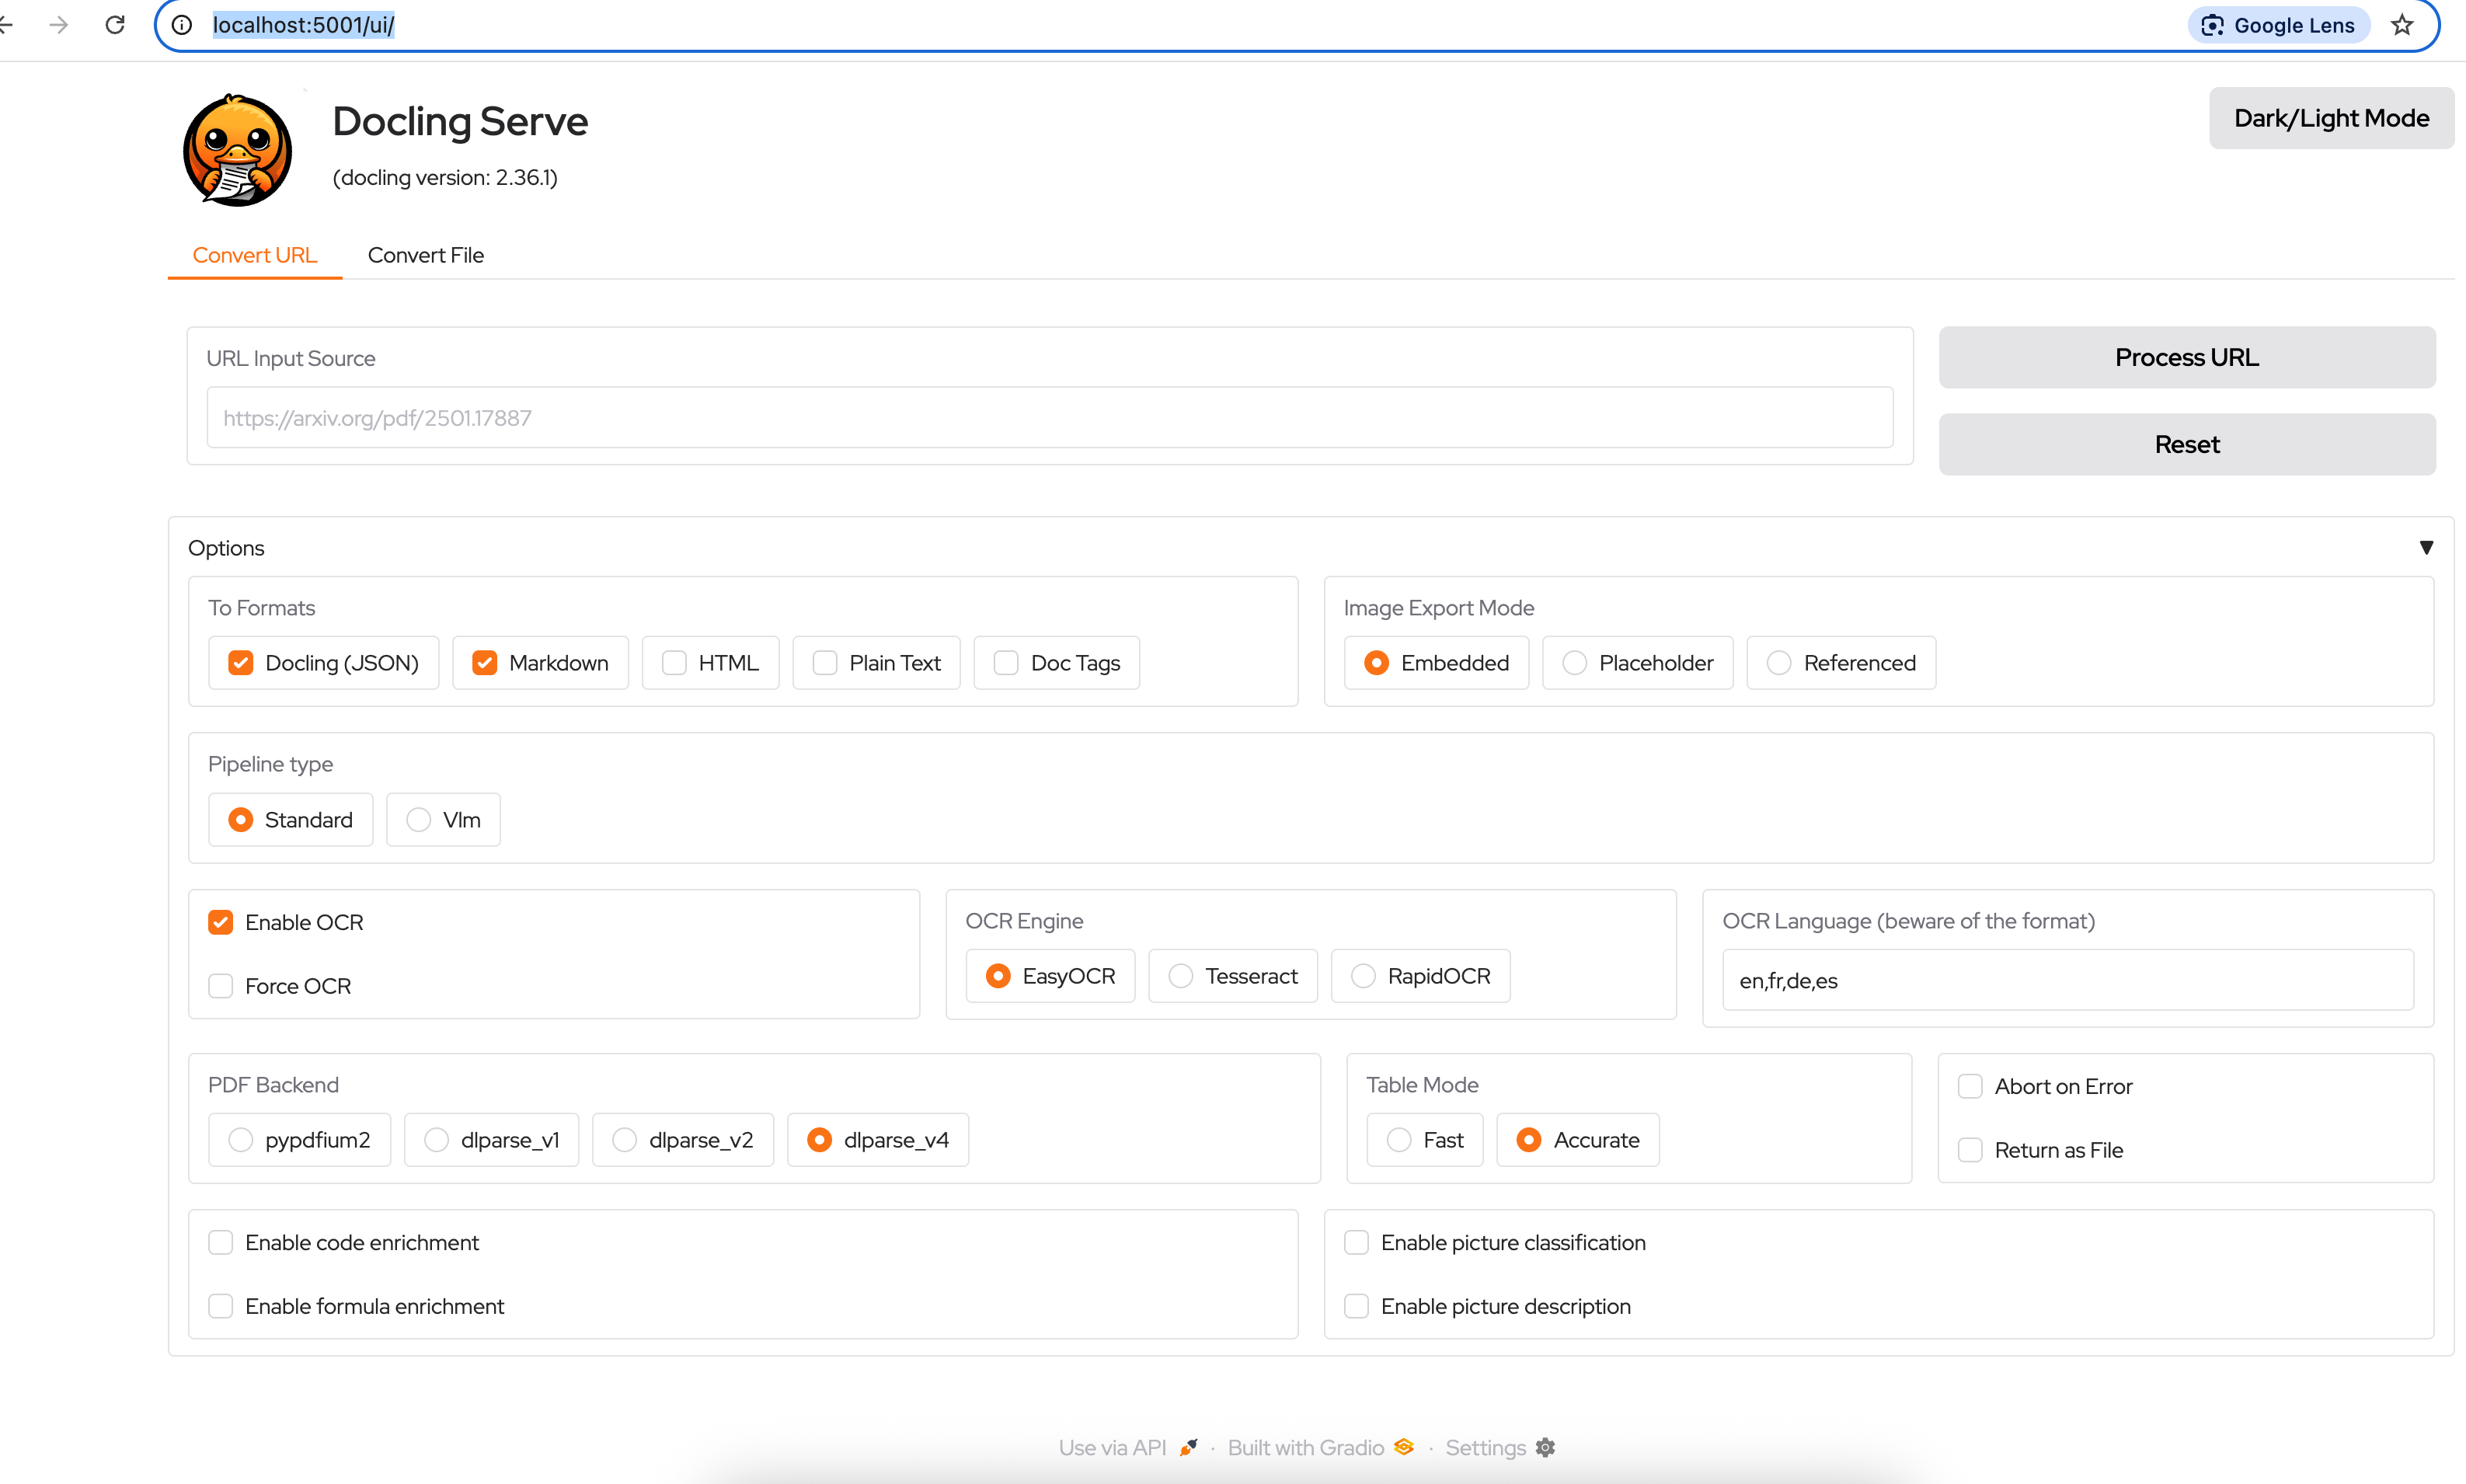 localhost:5001/ui/
Google Lens
Docling Serve
(docling version: 2.36.1)
Dark/Light Mode
Convert URL
Convert File
URL Input Source
https://arxiv.org/pdf/2501.17887
Process URL
Reset
Options
To Formats
Docling (JSON) Markdown HTML Plain Text Doc Tags
Image Export Mode
Embedded Placeholder Referenced
Pipeline type
Standard Vlm
Enable OCR
Force OCR
OCR Engine
EasyOCR Tesseract RapidOCR
OCR Language (beware of the format)
en,fr,de,es
PDF Backend
pypdfium2 dlparse_v1 dlparse_v2 dlparse_v4
Table Mode
Fast Accurate
Abort on Error
Return as File
Enable code enrichment
Enable formula enrichment
Enable picture classification
Enable picture description
Use via API · Built with Gradio · Settings